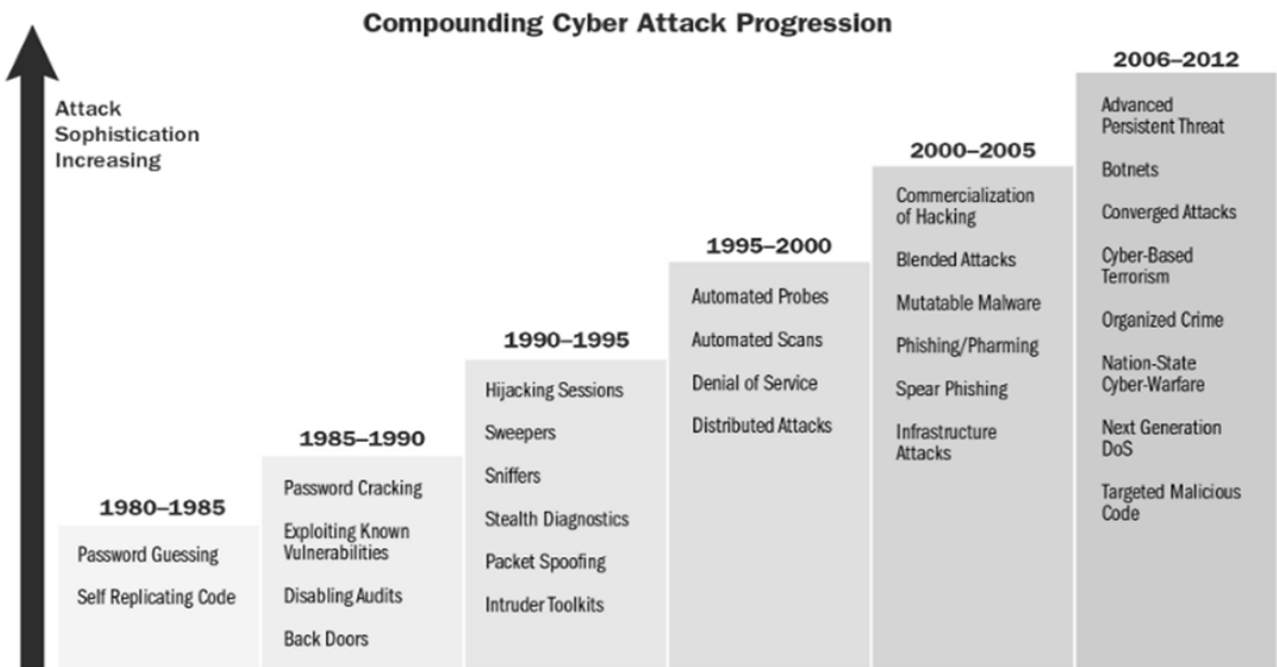 Compounding Cyber Attack Progression
Attack
Sophistication
Increasing
1980–1985
Password Guessing
Self Replicating Code
1985–1990
Password Cracking
Exploiting Known
Vulnerabilities
Disabling Audits
Back Doors
1990–1995
Hijacking Sessions
Sweepers
Sniffers
Stealth Diagnostics
Packet Spoofing
Intruder Toolkits
1995–2000
Automated Probes
Automated Scans
Denial of Service
Distributed Attacks
2000–2005
Commercialization
of Hacking
Blended Attacks
Mutatable Malware
Phishing/Pharming
Spear Phishing
Infrastructure
Attacks
2006–2012
Advanced
Persistent Threat
Botnets
Converged Attacks
Cyber-Based
Terrorism
Organized Crime
Nation-State
Cyber-Warfare
Next Generation
DoS
Targeted Malicious
Code